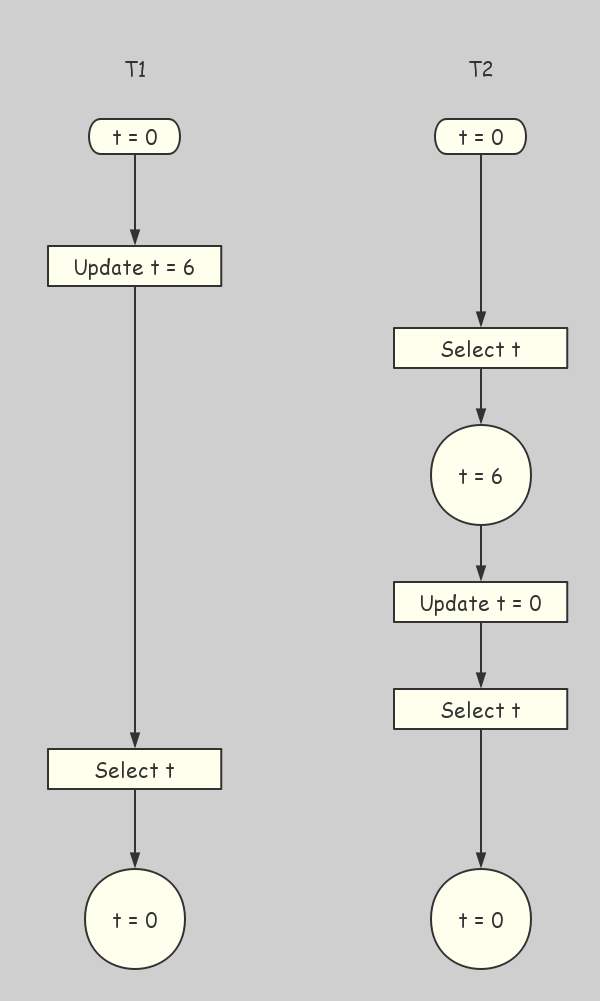 T1
T2
t = 0
t = 0
Update t = 6
Select t
t = 6
Update t = 0
Select t
Select t
t = 0
t = 0